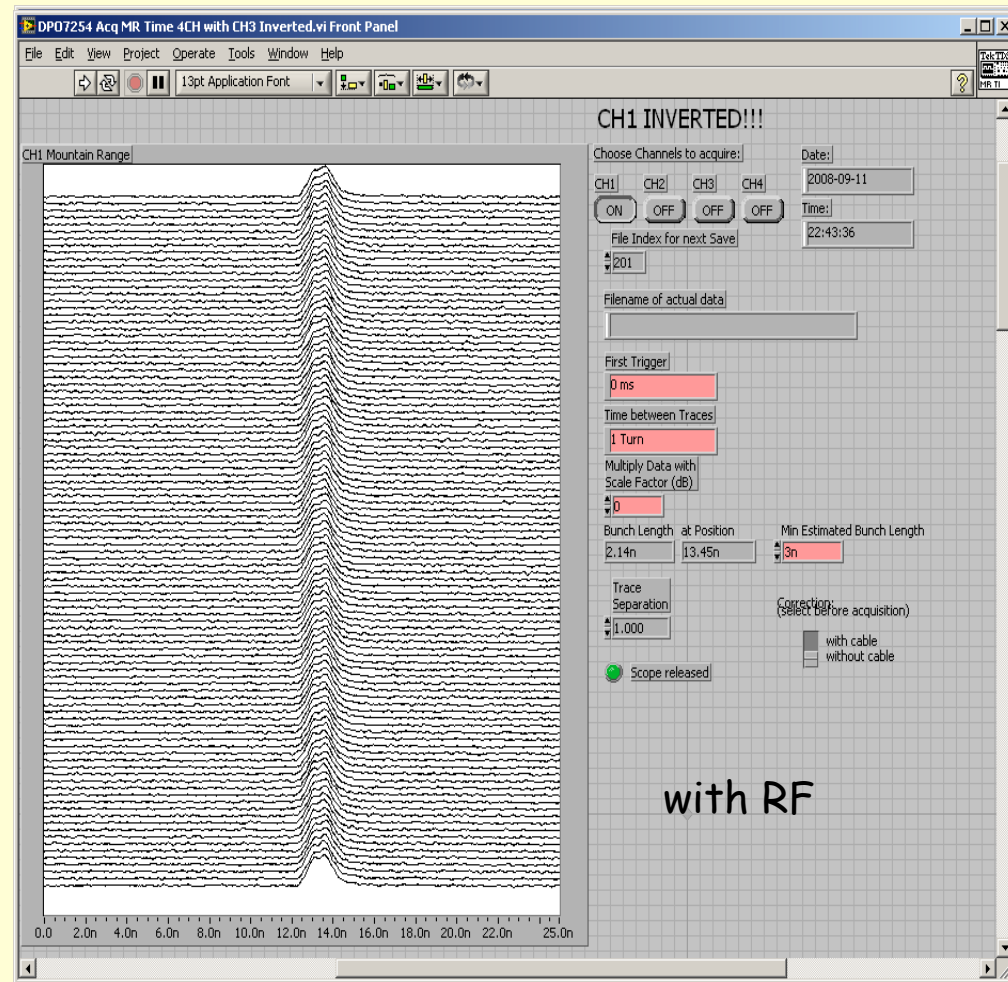 DPO7254 Acq MR Time 4CH with CH3 Inverted.vi Front Panel
File Edit View Project Operate Tools Window Help
13pt Application Font
MR TI
CH1 INVERTED!!!
CH1 Mountain Range
Choose Channels to acquire:
Date:
2008-09-11
CH1 CH2 CH3 CH4
ON OFF OFF OFF
Time:
22:43:36
File Index for next Save
201
Filename of actual data
First Trigger
0 ms
Time between Traces
1 Turn
Multiply Data with
Scale Factor (dB)
0
Bunch Length at Position Min Estimated Bunch Length
2.14n 13.45n 3n
Trace
Separation
1.000
Correction:
(select before acquisition)
with cable
without cable
Scope released
with RF
0.0 2.0n 4.0n 6.0n 8.0n 10.0n 12.0n 14.0n 16.0n 18.0n 20.0n 22.0n 25.0n